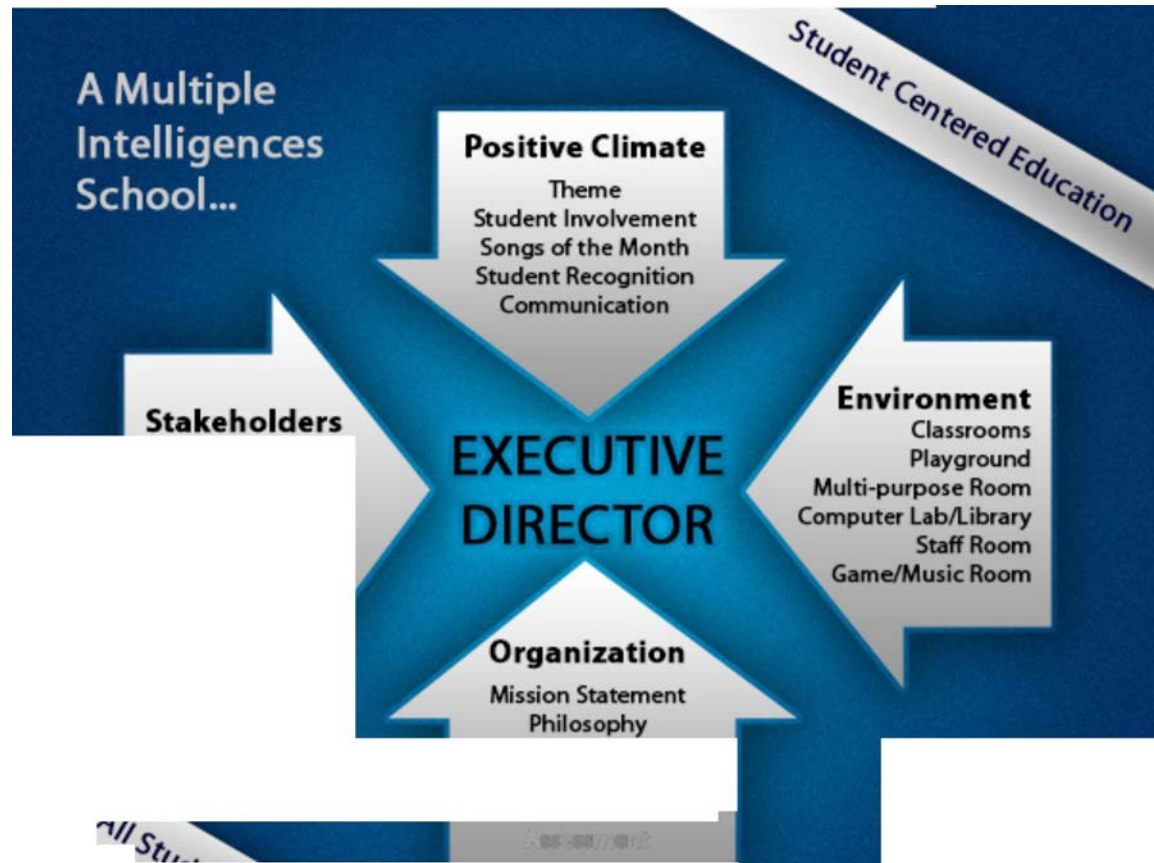 A Multiple
Intelligences
School...
Student Centered Education
Positive Climate
Theme
Student Involvement
Songs of the Month
Student Recognition
Communication
Stakeholders
EXECUTIVE
DIRECTOR
Environment
Classrooms
Playground
Multi-purpose Room
Computer Lab/Library
Staff Room
Game/Music Room
Organization
Mission Statement
Philosophy
Assessment
All